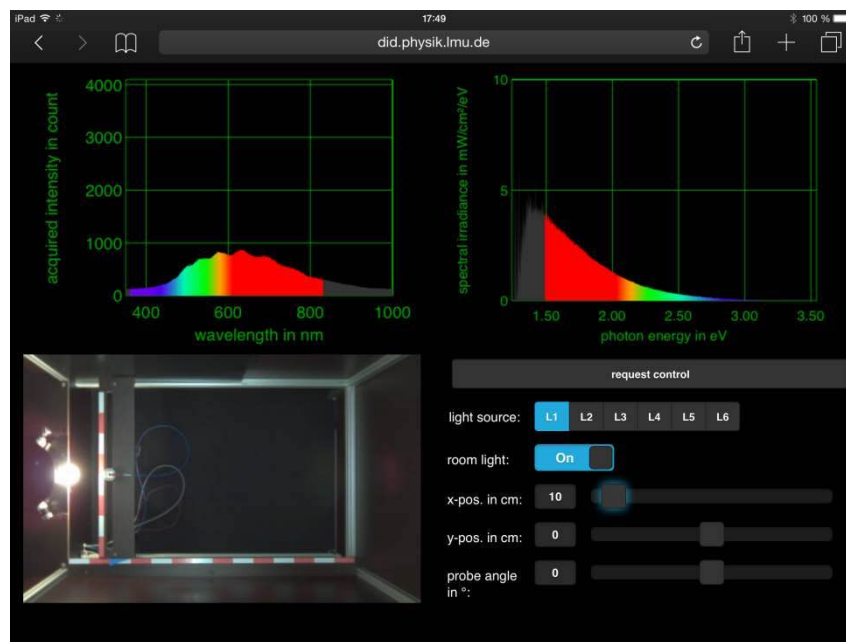 iPad 17:49 100 %
did.physik.lmu.de
acquired intensity in count
4000
3000
2000
1000
0
400 600 800 1000
wavelength in nm
spectral irradiance in mW/cm²/eV
10
5
0
1.50 2.00 2.50 3.00 3.50
photon energy in eV
request control
light source: L1 L2 L3 L4 L5 L6
room light: On
x-pos. in cm: 10
y-pos. in cm: 0
probe angle 0
in °: